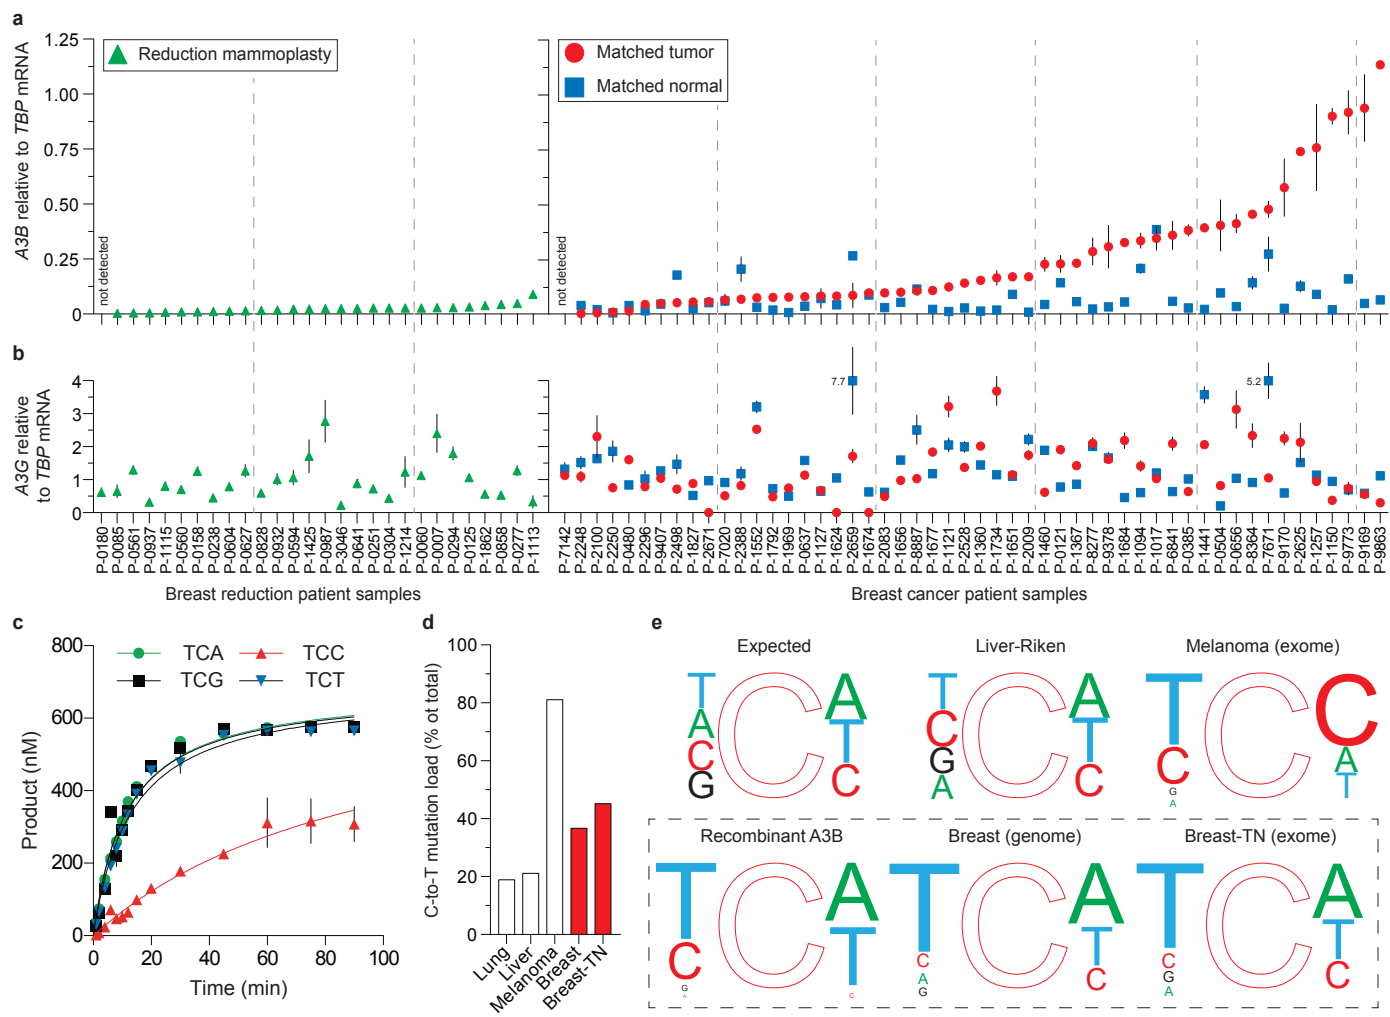 a
A3B relative to TBP mRNA
1.25
1.00
0.75
0.50
0.25
0
Reduction mammoplasty
not detected
Matched tumor
Matched normal
not detected
b
A3G relative
to TBP mRNA
4
3
2
1
0
7.7
5.2
P-0180
P-0085
P-0561
P-0937
P-1115
P-0560
P-0158
P-0238
P-0604
P-0627
P-0828
P-0932
P-0594
P-1425
P-0987
P-3046
P-0641
P-0251
P-0304
P-1214
P-0060
P-0007
P-0294
P-0125
P-1862
P-0858
P-0277
P-1113
P-7142
P-2248
P-2100
P-2250
P-0480
P-2296
P-9407
P-2498
P-1827
P-2671
P-7020
P-2388
P-1552
P-1792
P-1969
P-0637
P-1127
P-1624
P-2659
P-1674
P-2083
P-1656
P-8887
P-1677
P-1121
P-2528
P-1360
P-1734
P-1651
P-2009
P-1460
P-0121
P-1367
P-8277
P-9378
P-1684
P-1094
P-1017
P-6841
P-0385
P-1441
P-0504
P-0656
P-8364
P-7671
P-9170
P-2625
P-1257
P-1150
P-9773
P-9169
P-9863
Breast reduction patient samples
Breast cancer patient samples
c
Product (nM)
800
600
400
200
0
TCA
TCC
TCG
TCT
0
20
40
60
80
100
Time (min)
d
C-to-T mutation load (% ot total)
100
80
60
40
20
0
Lung
Liver
Melanoma
Breast
Breast-TN
e
Expected
T A C G C A T C
Liver-Riken
T C G A C A T C
Melanoma (exome)
T C G A C C A T
Recombinant A3B
T C G A C A T C
Breast (genome)
T C A G C A T C
Breast-TN (exome)
T C G A C A T C